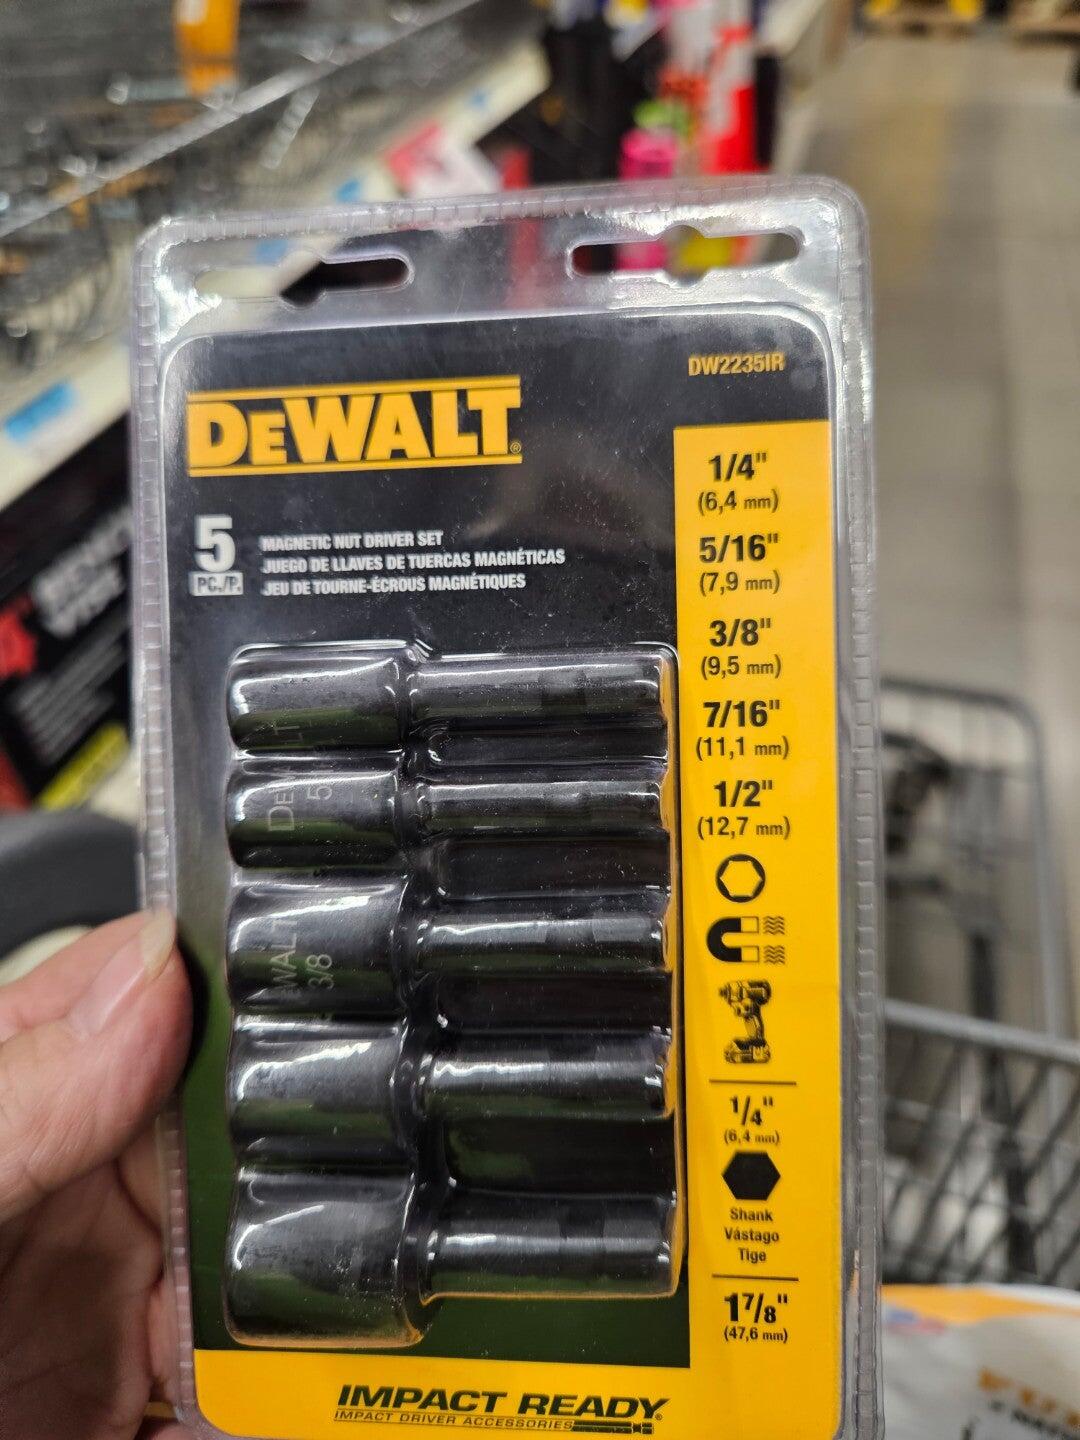 DW2235IR
DEWALT®
5
PC./P.
MAGNETIC NUT DRIVER SET
JUEGO DE LLAVES DE TUERCAS MAGNÉTICAS
JEU DE TOURNE-ÉCROUS MAGNÉTIQUES
1/4"
(6,4 mm)
5/16"
(7,9 mm)
3/8"
(9,5 mm)
7/16"
(11,1 mm)
1/2"
(12,7 mm)
1/4"
(6,4 mm)
Shank
Vástago
Tige
1 7/8"
(47,6 mm)
3/8
IMPACT READY®
IMPACT DRIVER ACCESSORIES